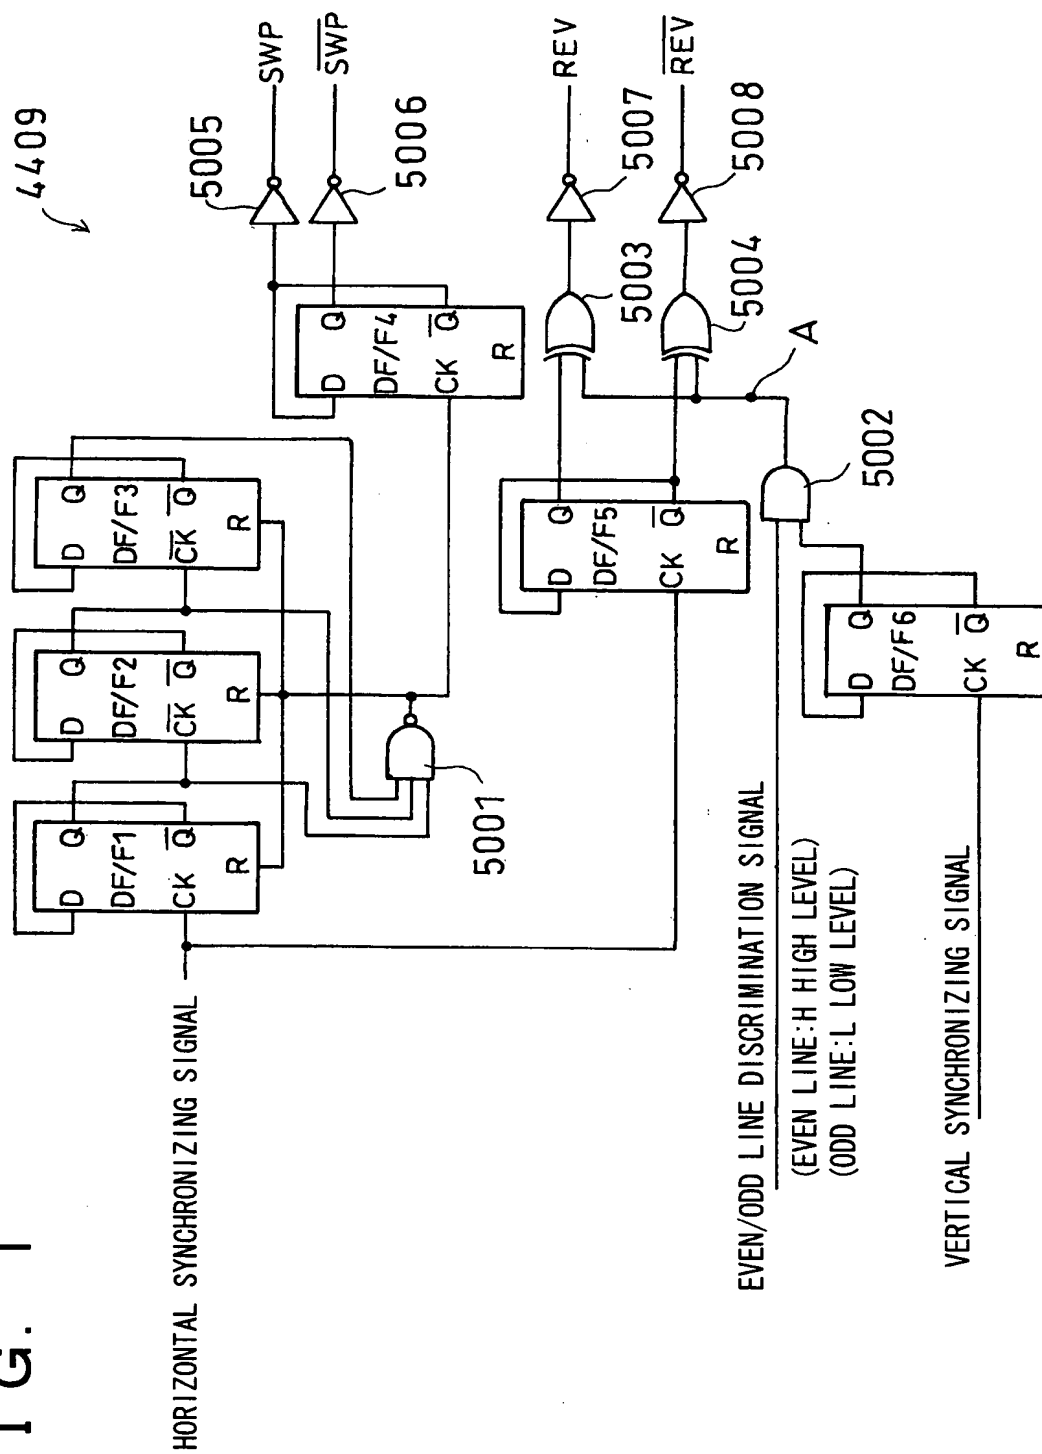 FIG. 1
4409
HORIZONTAL SYNCHRONIZING SIGNAL
D Q
DF/F1
CK Q
R
D Q
DF/F2
CK Q
R
D Q
DF/F3
CK Q
R
5001
D Q
DF/F4
CK Q
R
5005
SWP
5006
SWP
D Q
DF/F5
CK Q
R
5003
5007
REV
5004
5008
REV
A
EVEN/ODD LINE DISCRIMINATION SIGNAL
(EVEN LINE:H HIGH LEVEL)
(ODD LINE:L LOW LEVEL)
5002
VERTICAL SYNCHRONIZING SIGNAL
D Q
DF/F6
CK Q
R